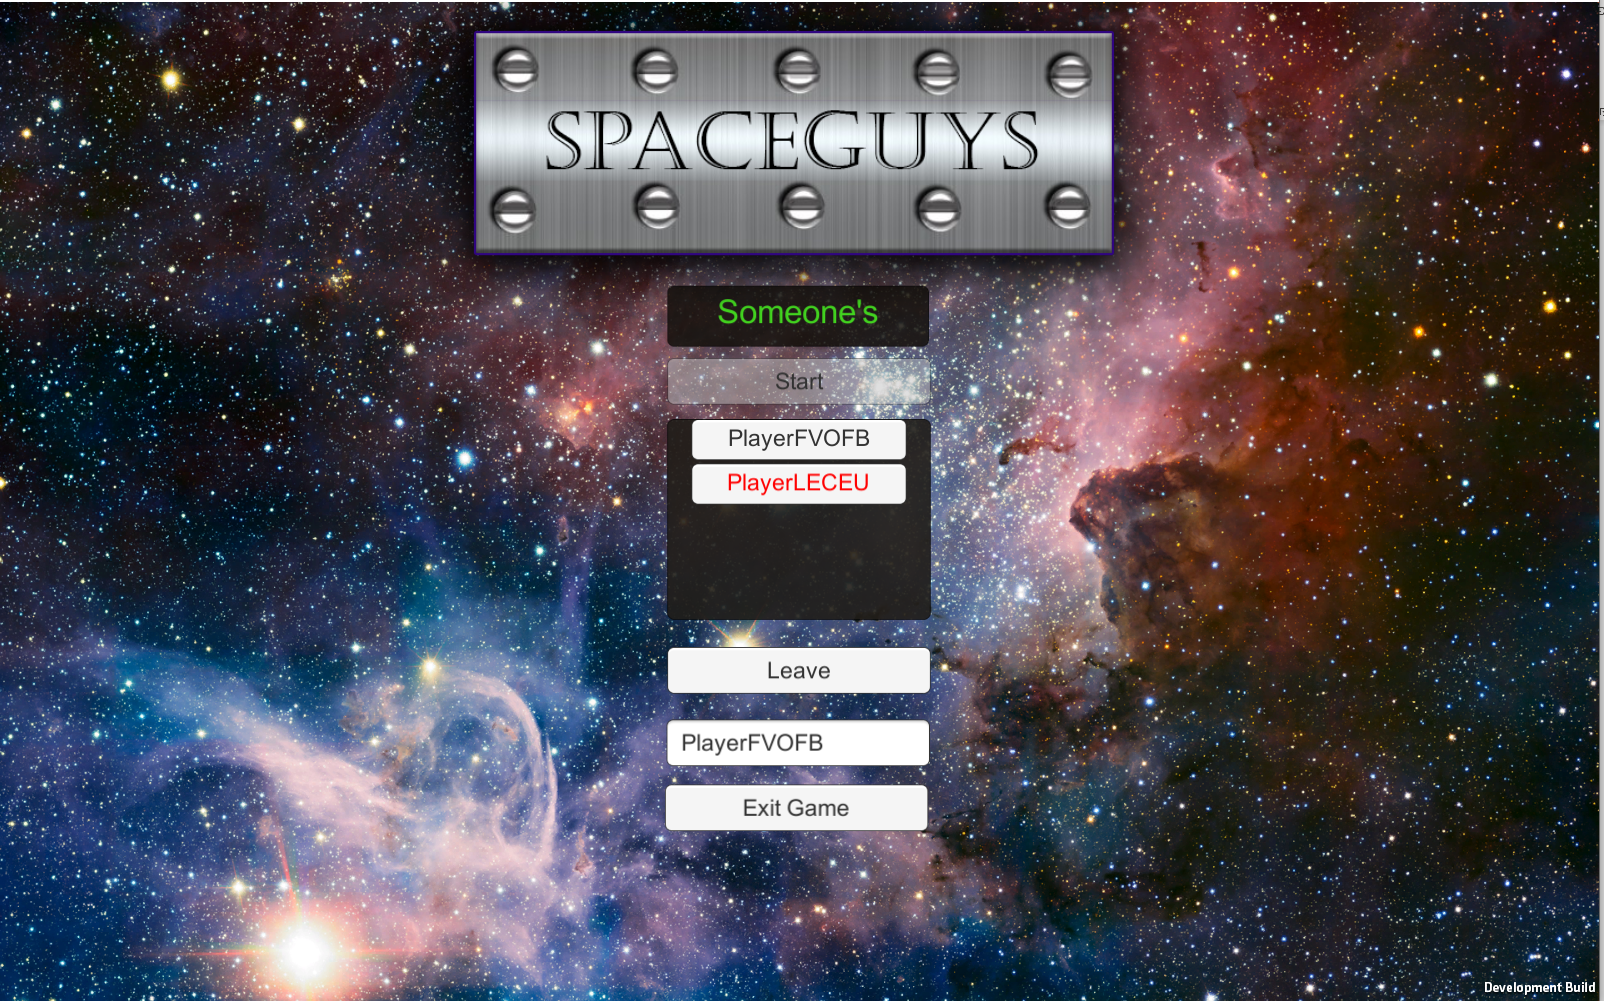 SPACEGUYS
Someone's
Start
PlayerFVOFB
PlayerLECEU
Leave
PlayerFVOFB
Exit Game
Development Build